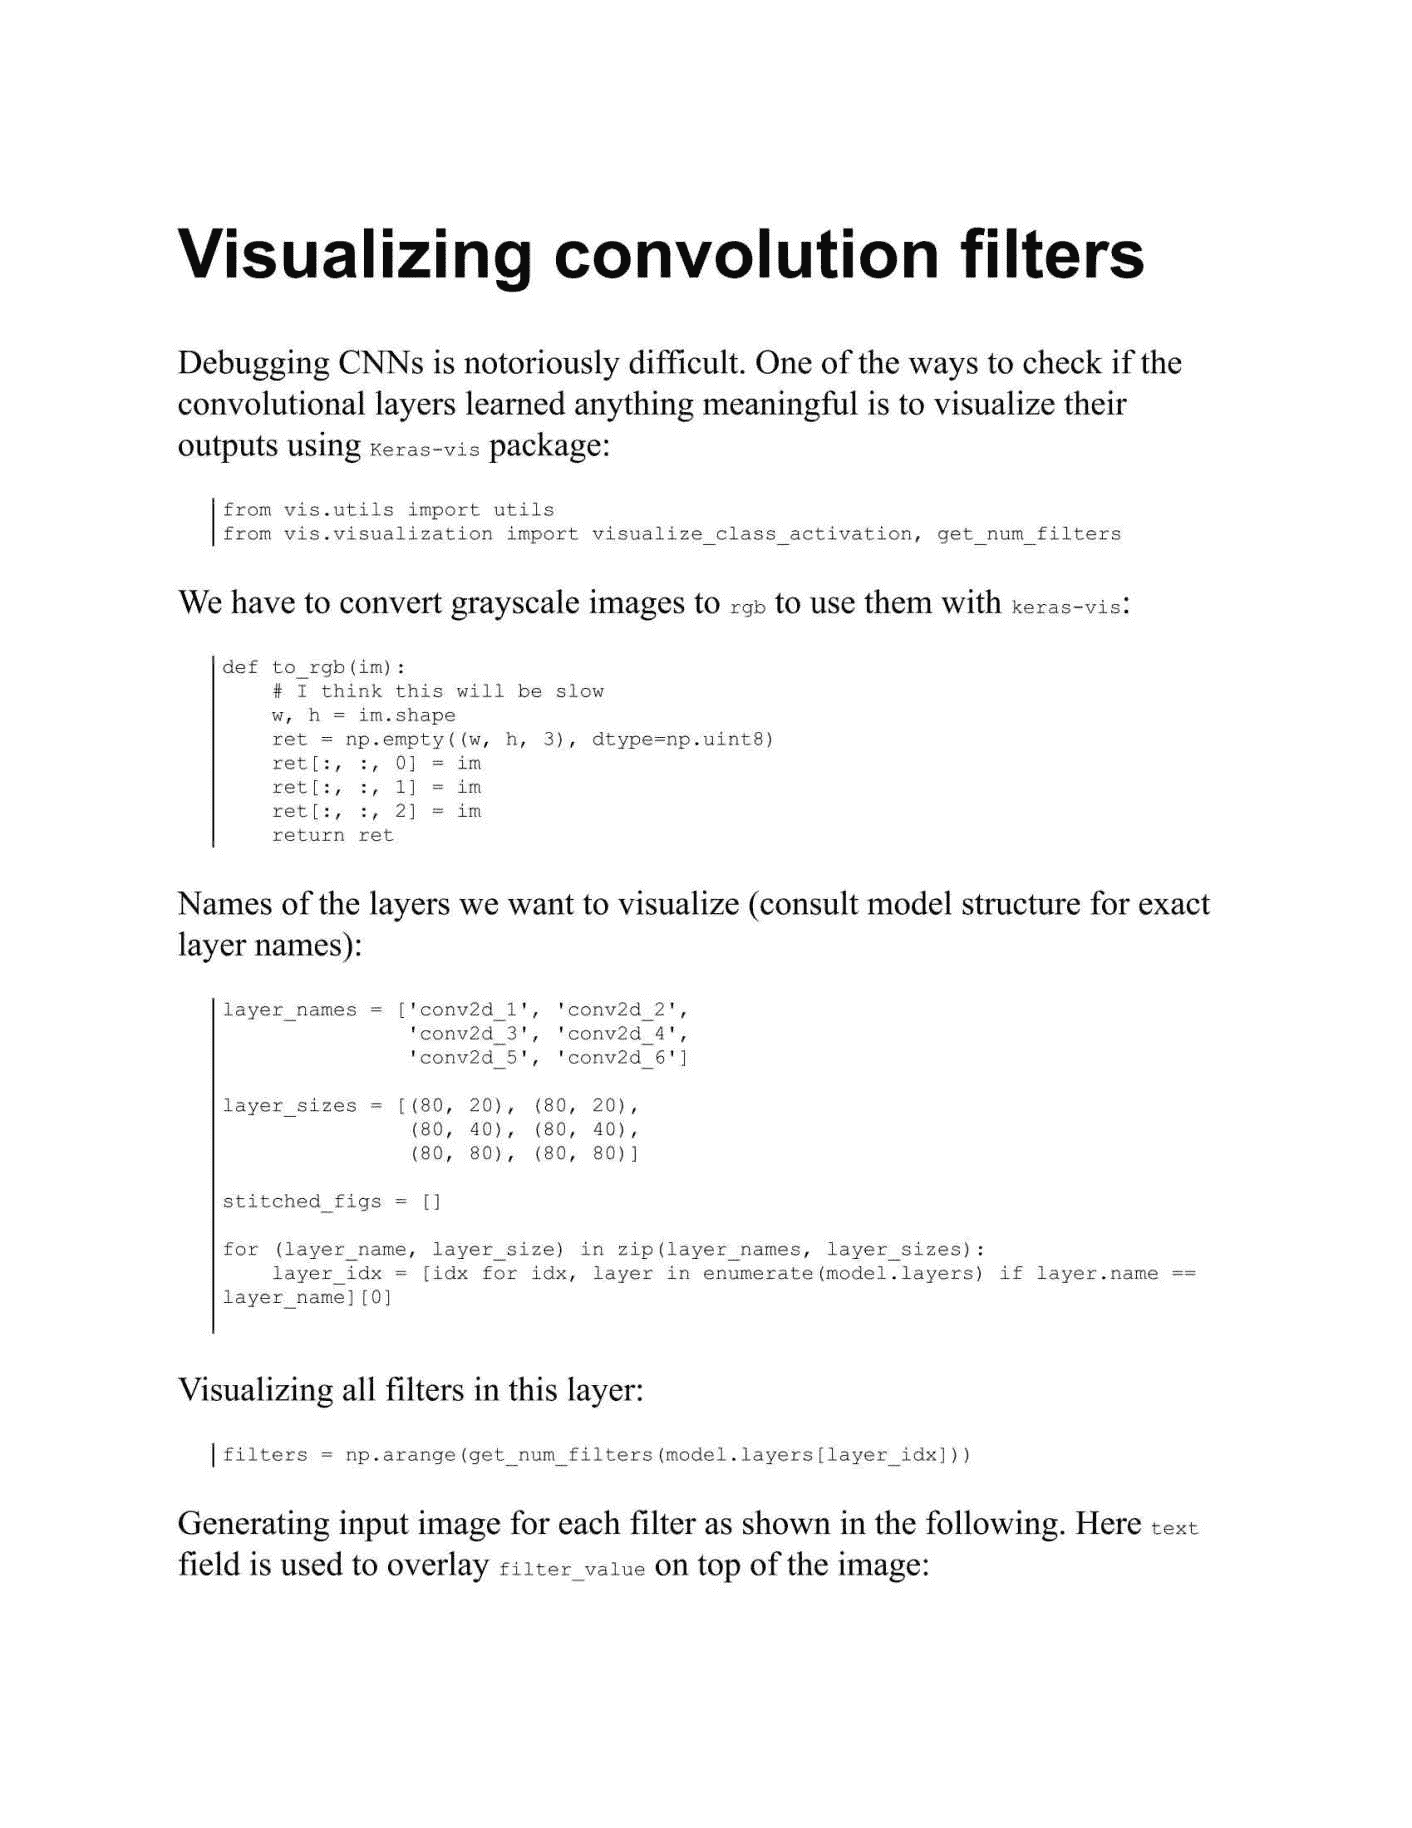 Visualizing convolution filters
Debugging CNNs is notoriously difficult. One of the ways to check if the
convolutional layers learned anything meaningful is to visualize their
outputs using Keras-vis package:
from vis.utils import utils
from vis.visualization import visualize_class_activation, get_num_filters
We have to convert grayscale images to rgb to use them with keras-vis:
def to_rgb(im):
    # I think this will be slow
    w, h = im.shape
    ret = np.empty((w, h, 3), dtype=np.uint8)
    ret[:, :, 0] = im
    ret[:, :, 1] = im
    ret[:, :, 2] = im
    return ret
Names of the layers we want to visualize (consult model structure for exact
layer names):
layer_names = ['conv2d_1', 'conv2d_2',
               'conv2d_3', 'conv2d_4',
               'conv2d_5', 'conv2d_6']
layer_sizes = [(80, 20), (80, 20),
               (80, 40), (80, 40),
               (80, 80), (80, 80)]
stitched_figs = []
for (layer_name, layer_size) in zip(layer_names, layer_sizes):
    layer_idx = [idx for idx, layer in enumerate(model.layers) if layer.name ==
layer_name][0]
Visualizing all filters in this layer:
filters = np.arange(get_num_filters(model.layers[layer_idx]))
Generating input image for each filter as shown in the following. Here text
field is used to overlay filter_value on top of the image: